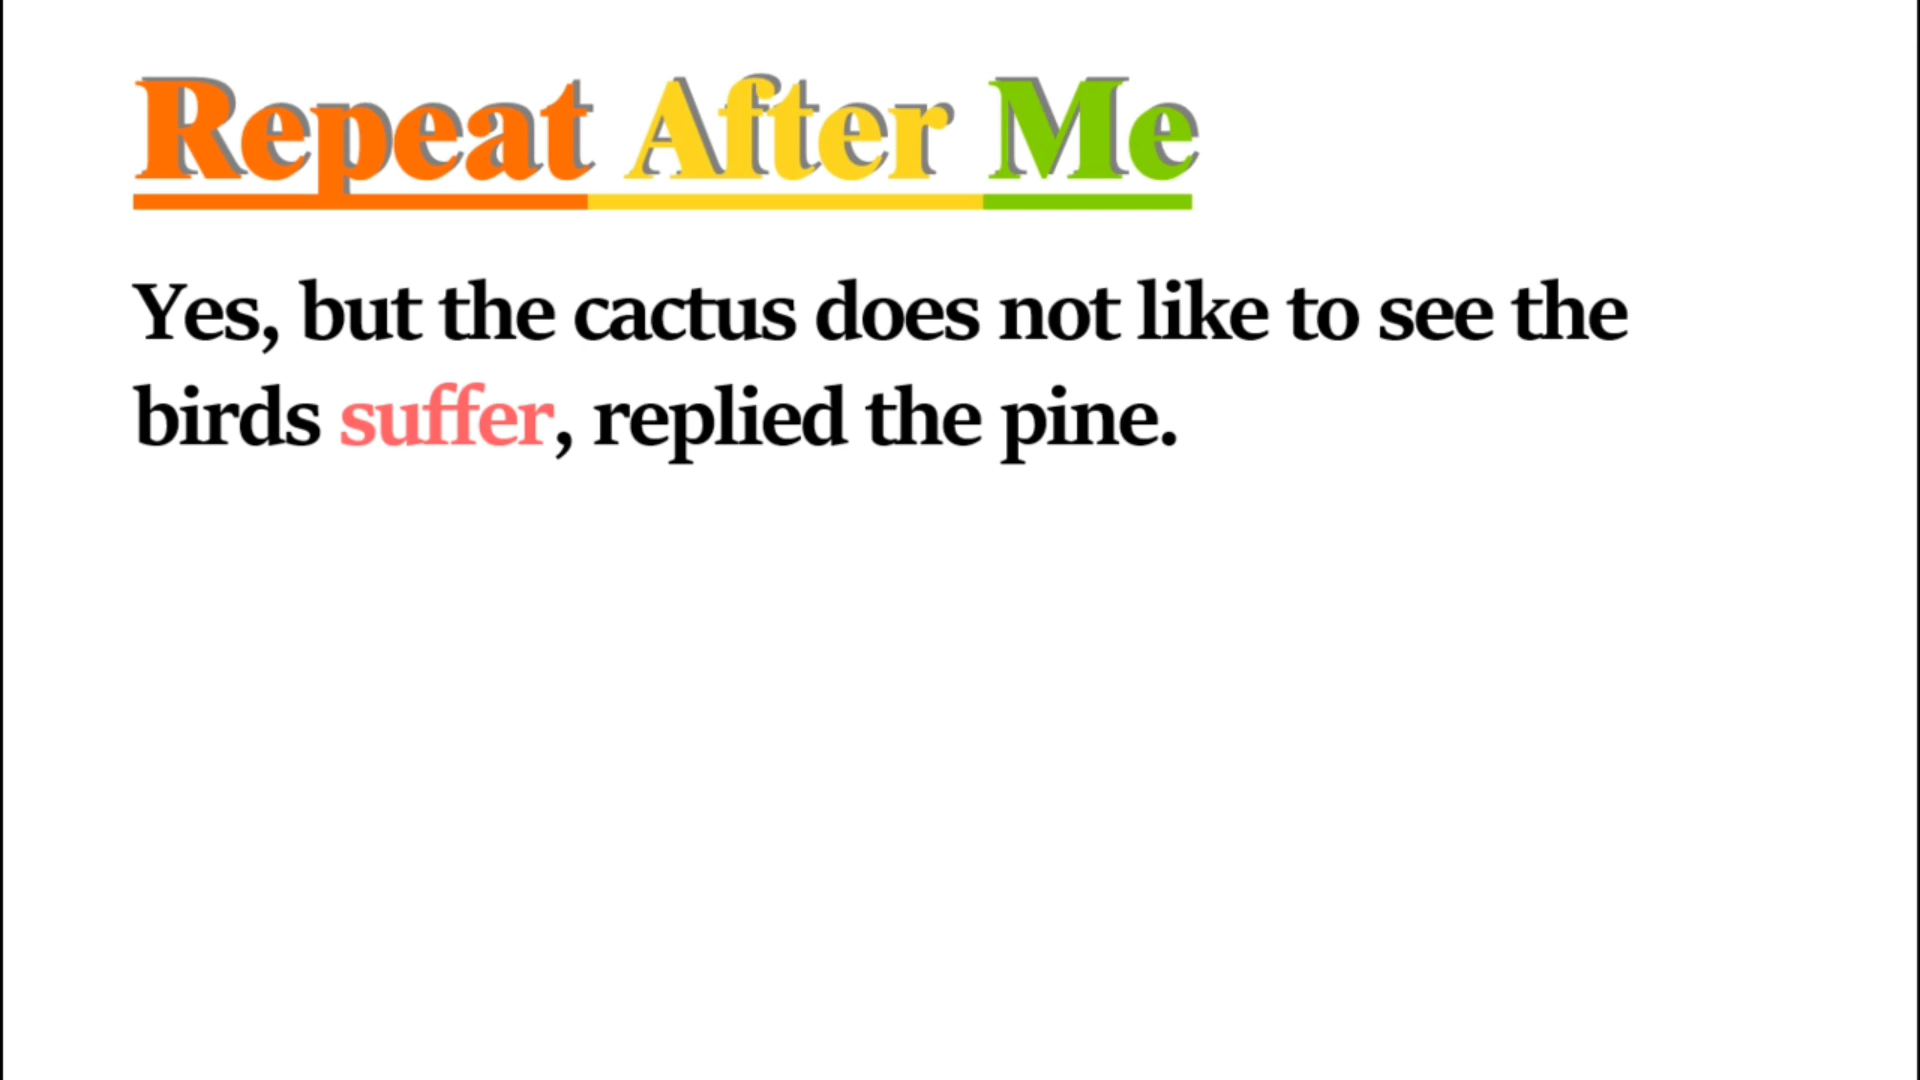 Repeat After Me
Yes, but the cactus does not like to see the
birds suffer, replied the pine.